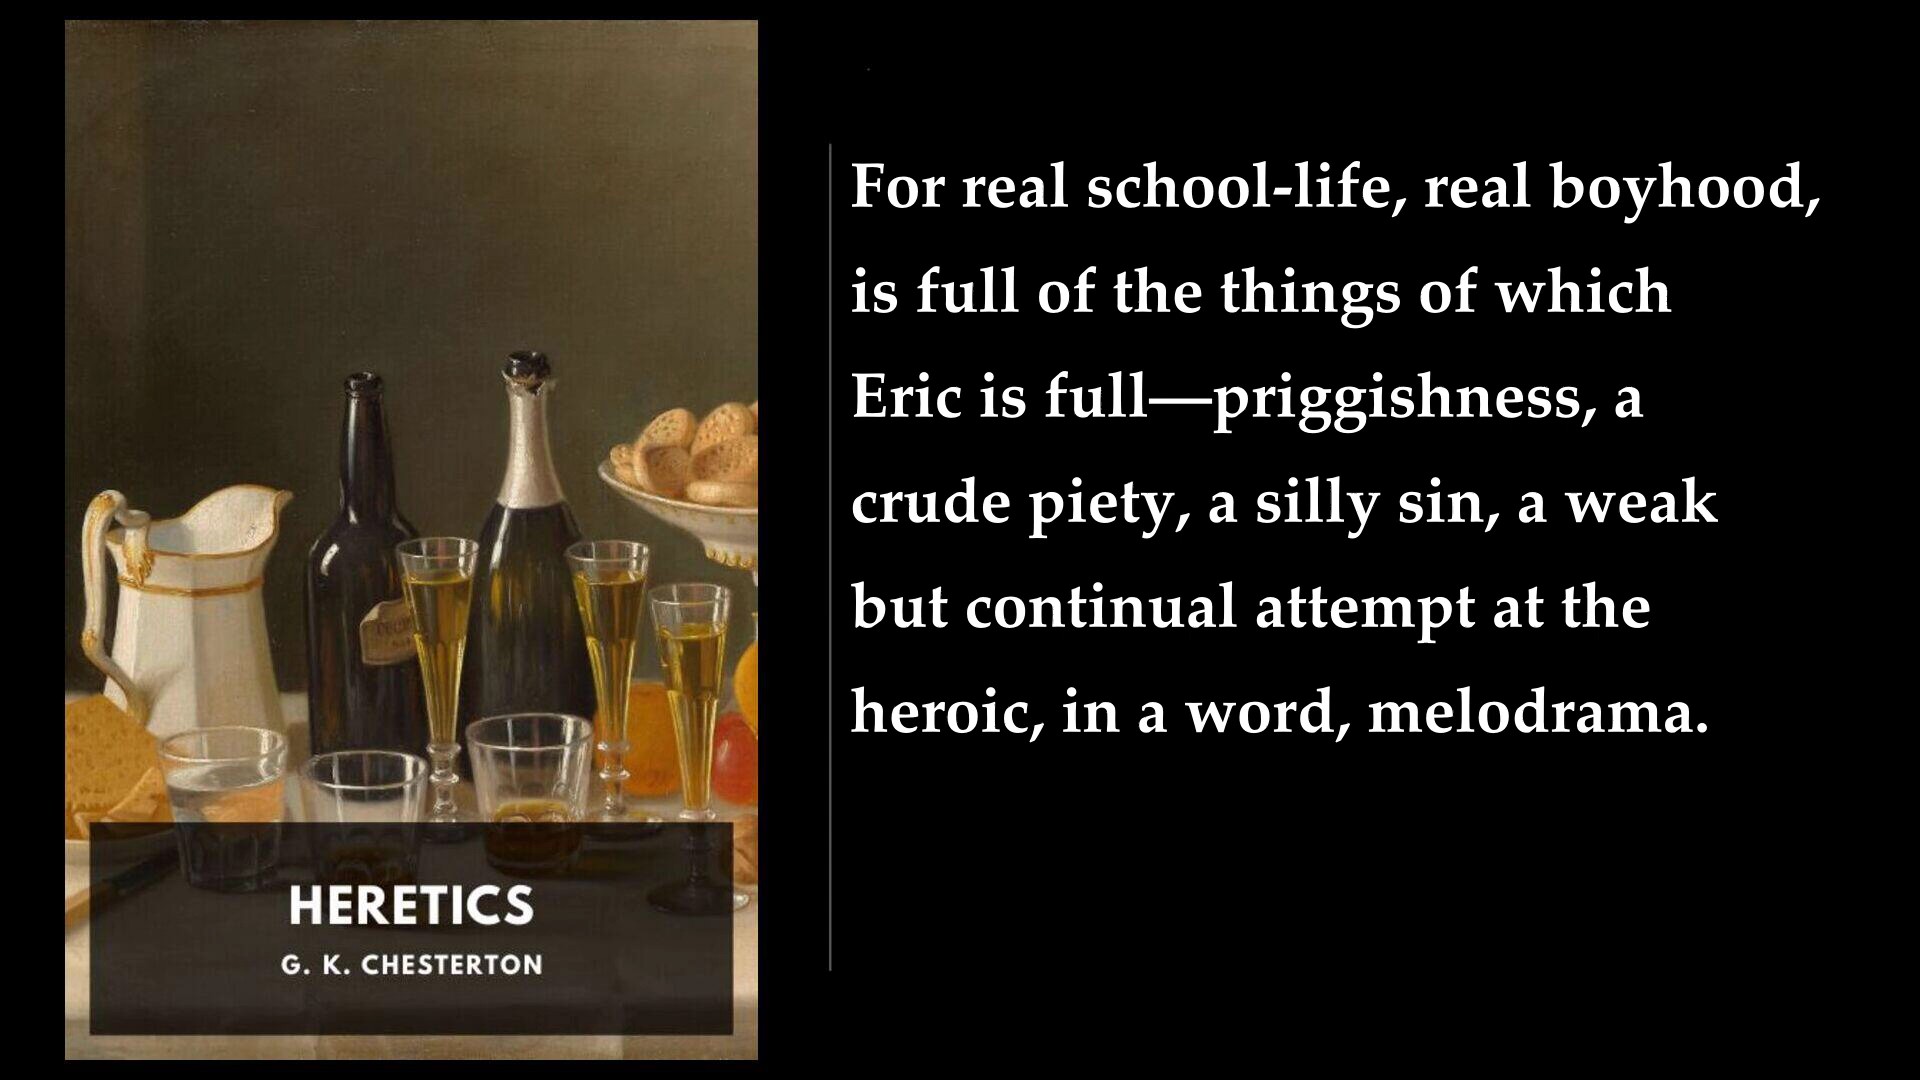 For real school-life, real boyhood,
is full of the things of which
Eric is full—priggishness, a
crude piety, a silly sin, a weak
but continual attempt at the
heroic, in a word, melodrama.
HERETICS
G. K. CHESTERTON